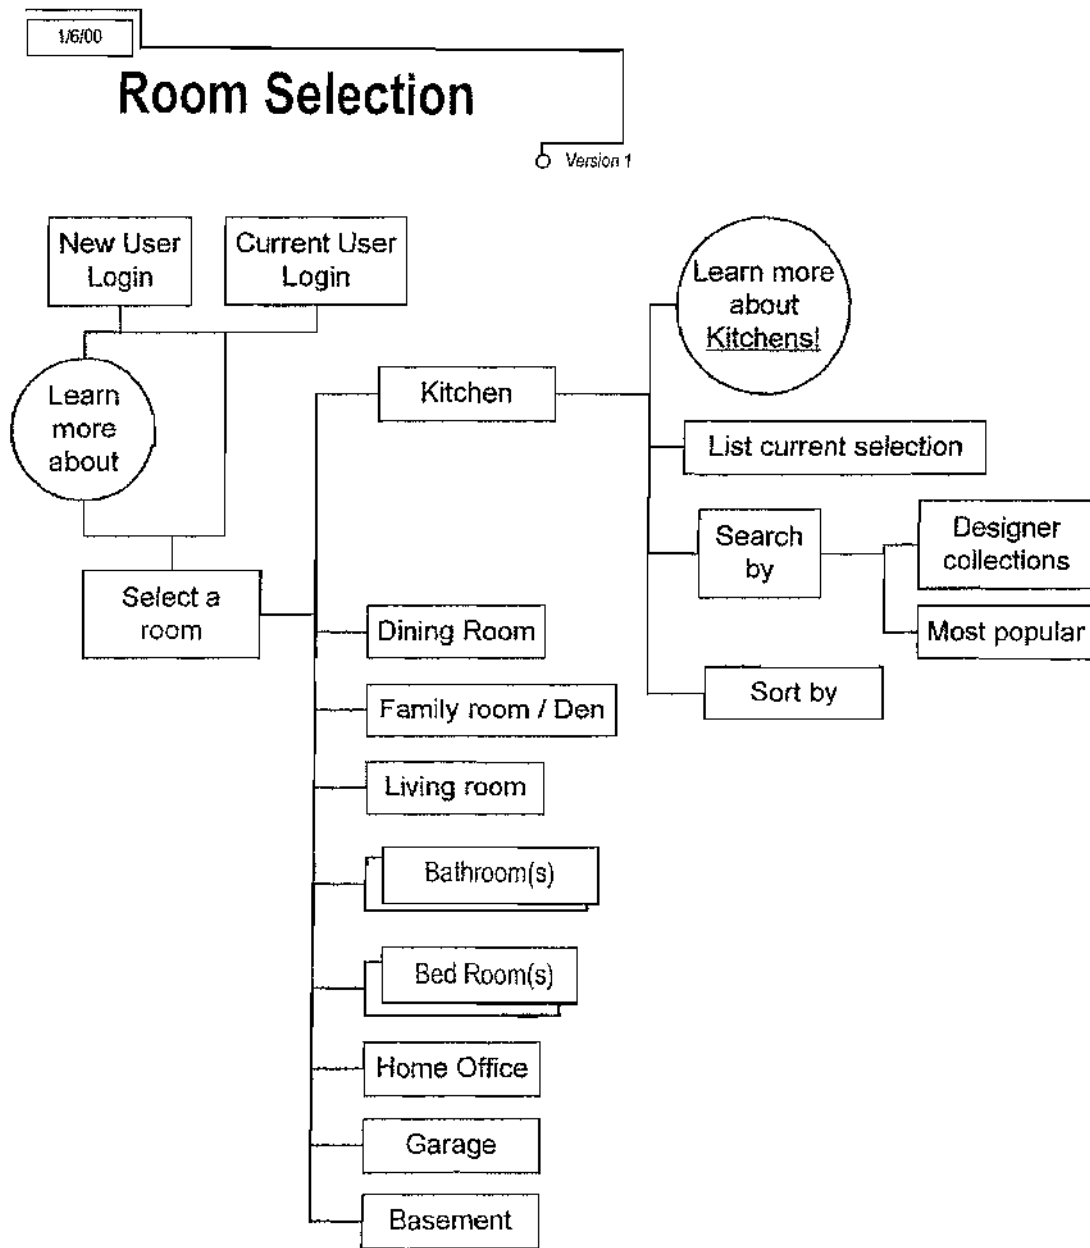 1/6/00
Room Selection
Version 1
New User
Login
Current User
Login
Learn
more
about
Select a
room
Kitchen
Dining Room
Family room / Den
Living room
Bathroom(s)
Bed Room(s)
Home Office
Garage
Basement
Learn more
about
Kitchens!
List current selection
Search
by
Designer
collections
Most popular
Sort by